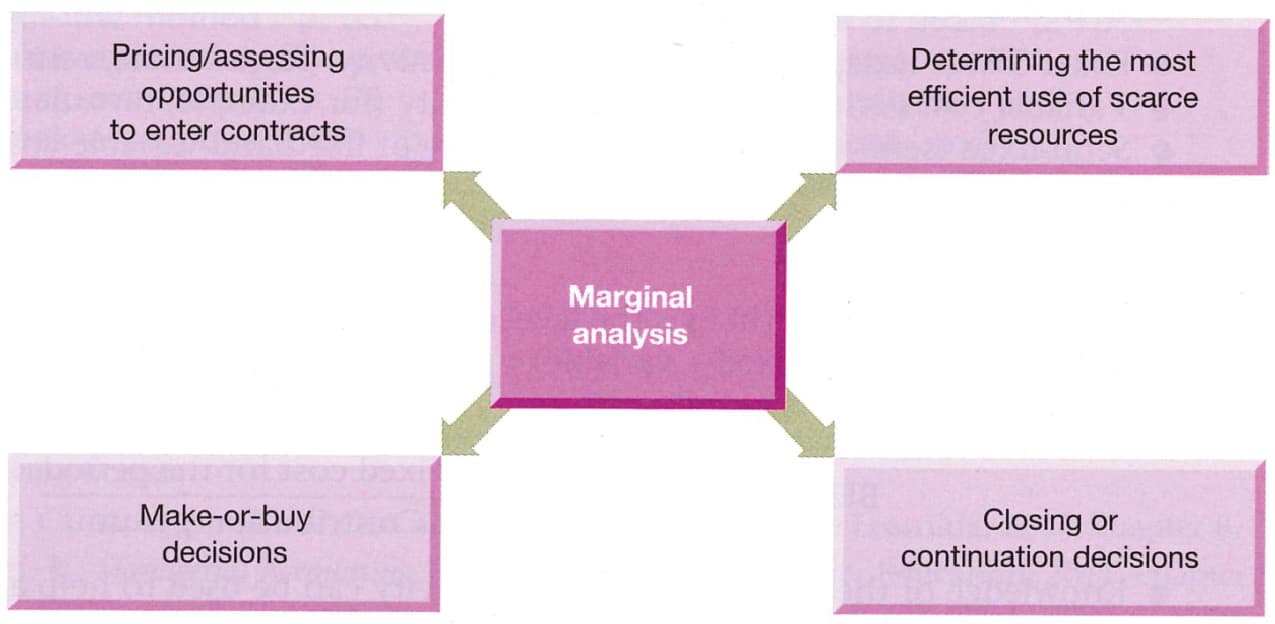 Pricing/assessing
opportunities
to enter contracts
Determining the most
efficient use of scarce
resources
Marginal
analysis
Make-or-buy
decisions
Closing or
continuation decisions